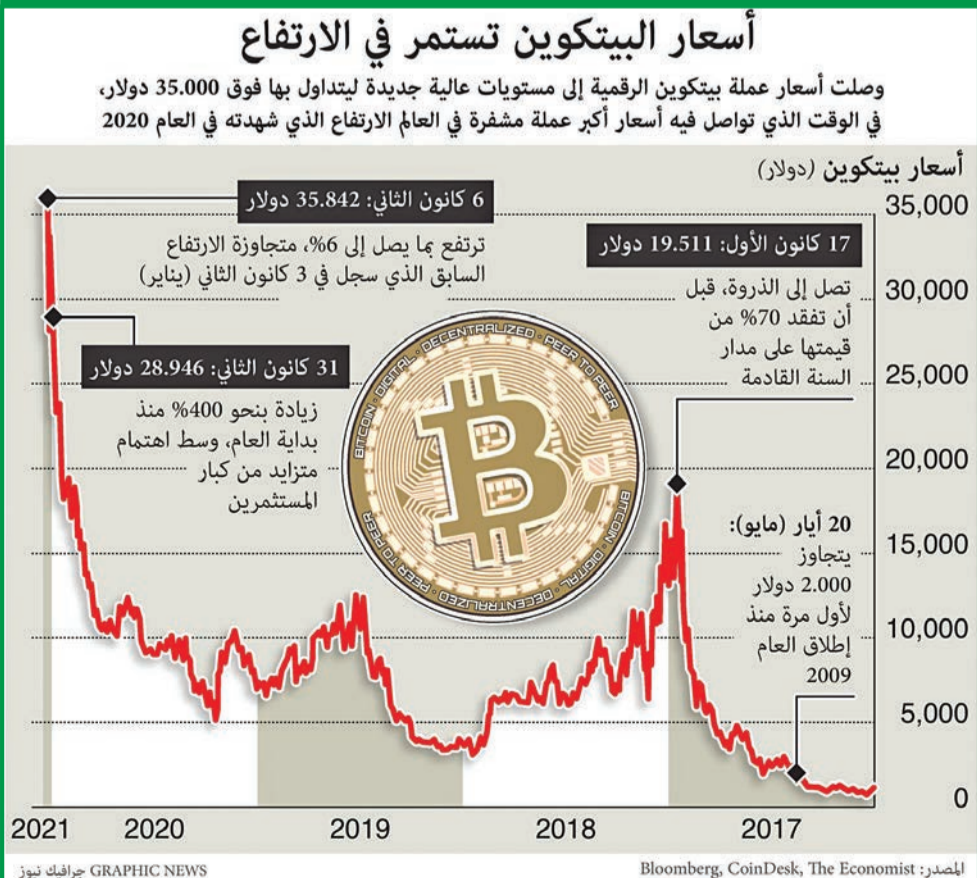 أسعار البيتكوين تستمر في الارتفاع
وصلت أسعار عملة بيتكوين الرقمية إلى مستويات عالية جديدة ليتداول بها فوق 35.000 دولار،
في الوقت الذي تواصل فيه أسعار أكبر عملة مشفرة في العالم الارتفاع الذي شهدته في العام 2020
أسعار بيتكوين (دولار)
35,000
30,000
25,000
20,000
15,000
10,000
5,000
0
17 كانون الأول: 19.511 دولار
تصل إلى الذروة، قبل
أن تفقد 70% من
قيمتها على مدار
السنة القادمة
20 أيار (مايو):
يتجاوز
2.000 دولار
لأول مرة منذ
إطلاق العام
2009
6 كانون الثاني: 35.842 دولار
ترتفع بما يصل إلى 6%، متجاوزة الارتفاع
السابق الذي سجل في 3 كانون الثاني (يناير)
31 كانون الثاني: 28.946 دولار
زيادة بنحو 400% منذ
بداية العام، وسط اهتمام
متزايد من كبار
المستثمرين
BITCOIN · DIGITAL · DECENTRALIZED · PEER TO PEER
BITCOIN · DIGITAL · DECENTRALIZED · PEER TO PEER
2017
2018
2019
2020
2021
المصدر: Bloomberg, CoinDesk, The Economist
GRAPHIC NEWS جرافيك نيوز